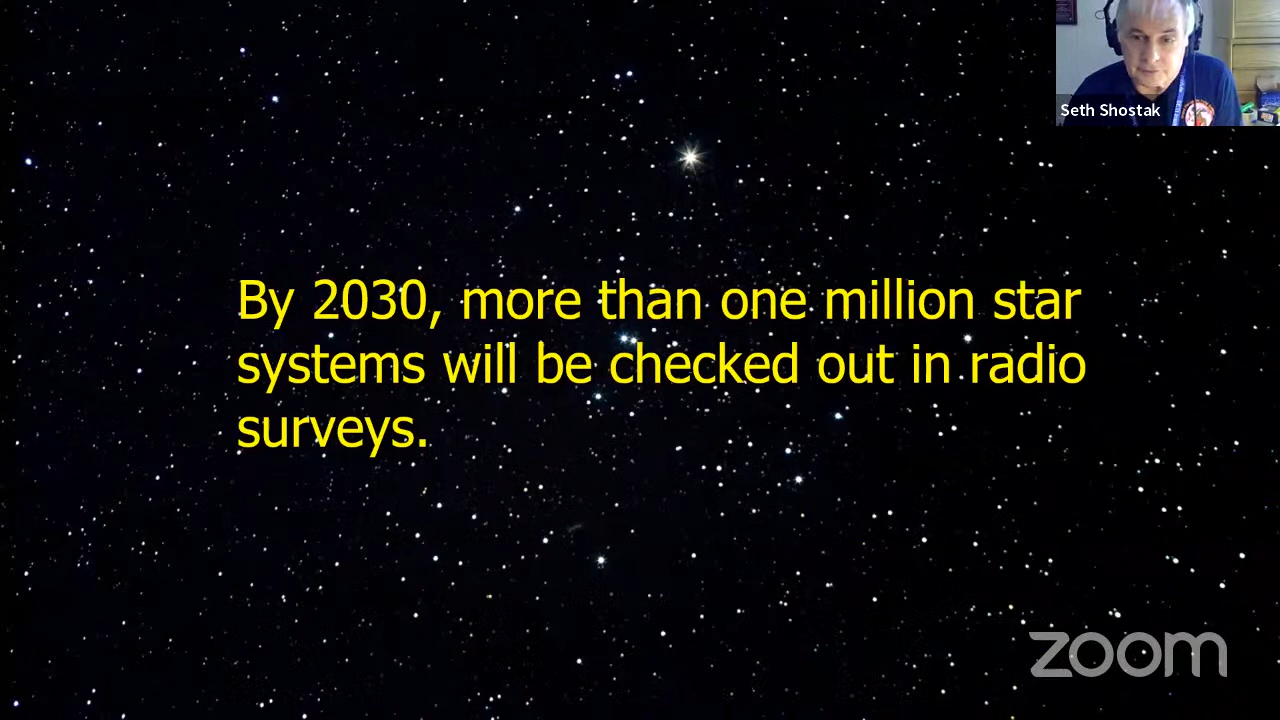 Seth Shostak
By 2030, more than one million star
systems will be checked out in radio
surveys.
zoom